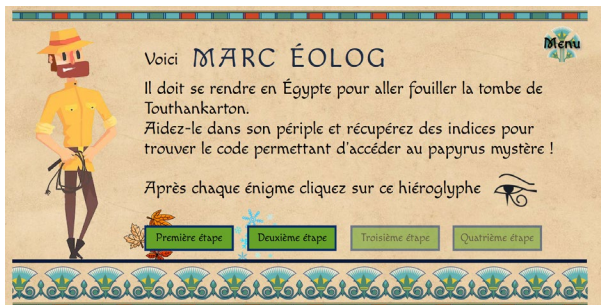 Menu
Voici MARC ÉOLOG
Il doit se rendre en Égypte pour aller fouiller la tombe de
Touthankarton.
Aidez-le dans son périple et récupérez des indices pour
trouver le code permettant d'accéder au papyrus mystère !
Après chaque énigme cliquez sur ce hiéroglyphe
Première étape
Deuxième étape
Troisième étape
Quatrième étape